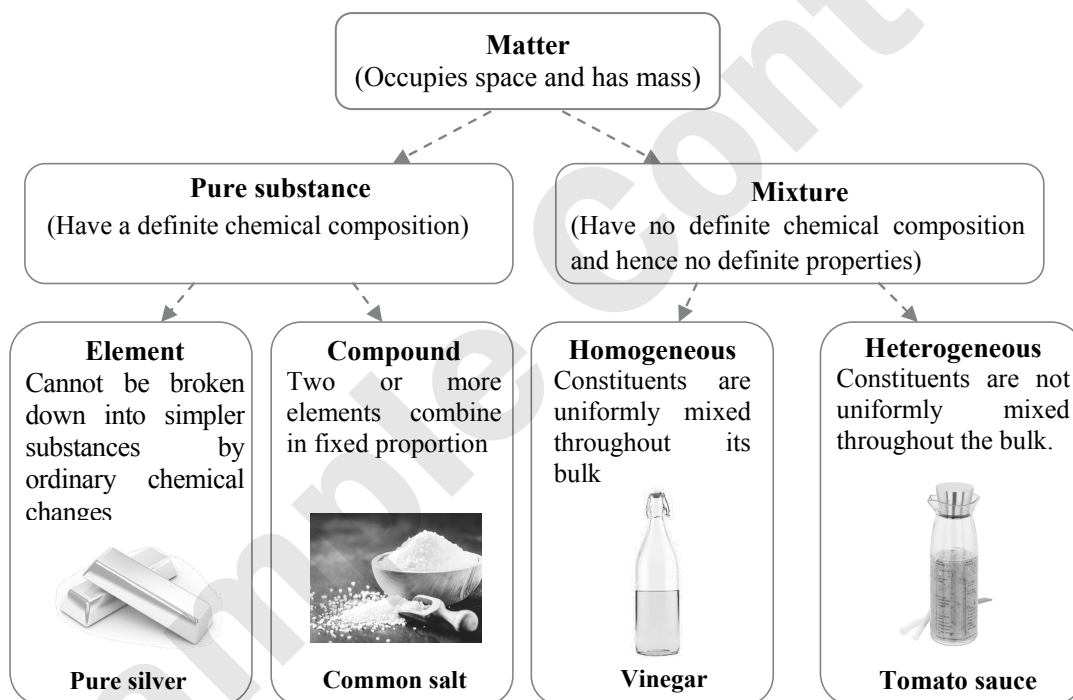 Matter
(Occupies space and has mass)
Pure substance
(Have a definite chemical composition)
Mixture
(Have no definite chemical composition
and hence no definite properties)
Element
Cannot be broken
down into simpler
substances by
ordinary chemical
changes
Pure silver
Compound
Two or more
elements combine
in fixed proportion
Common salt
Homogeneous
Constituents are
uniformly mixed
throughout its
bulk
Vinegar
Heterogeneous
Constituents are not
uniformly mixed
throughout the bulk.
Tomato sauce
ample Cont